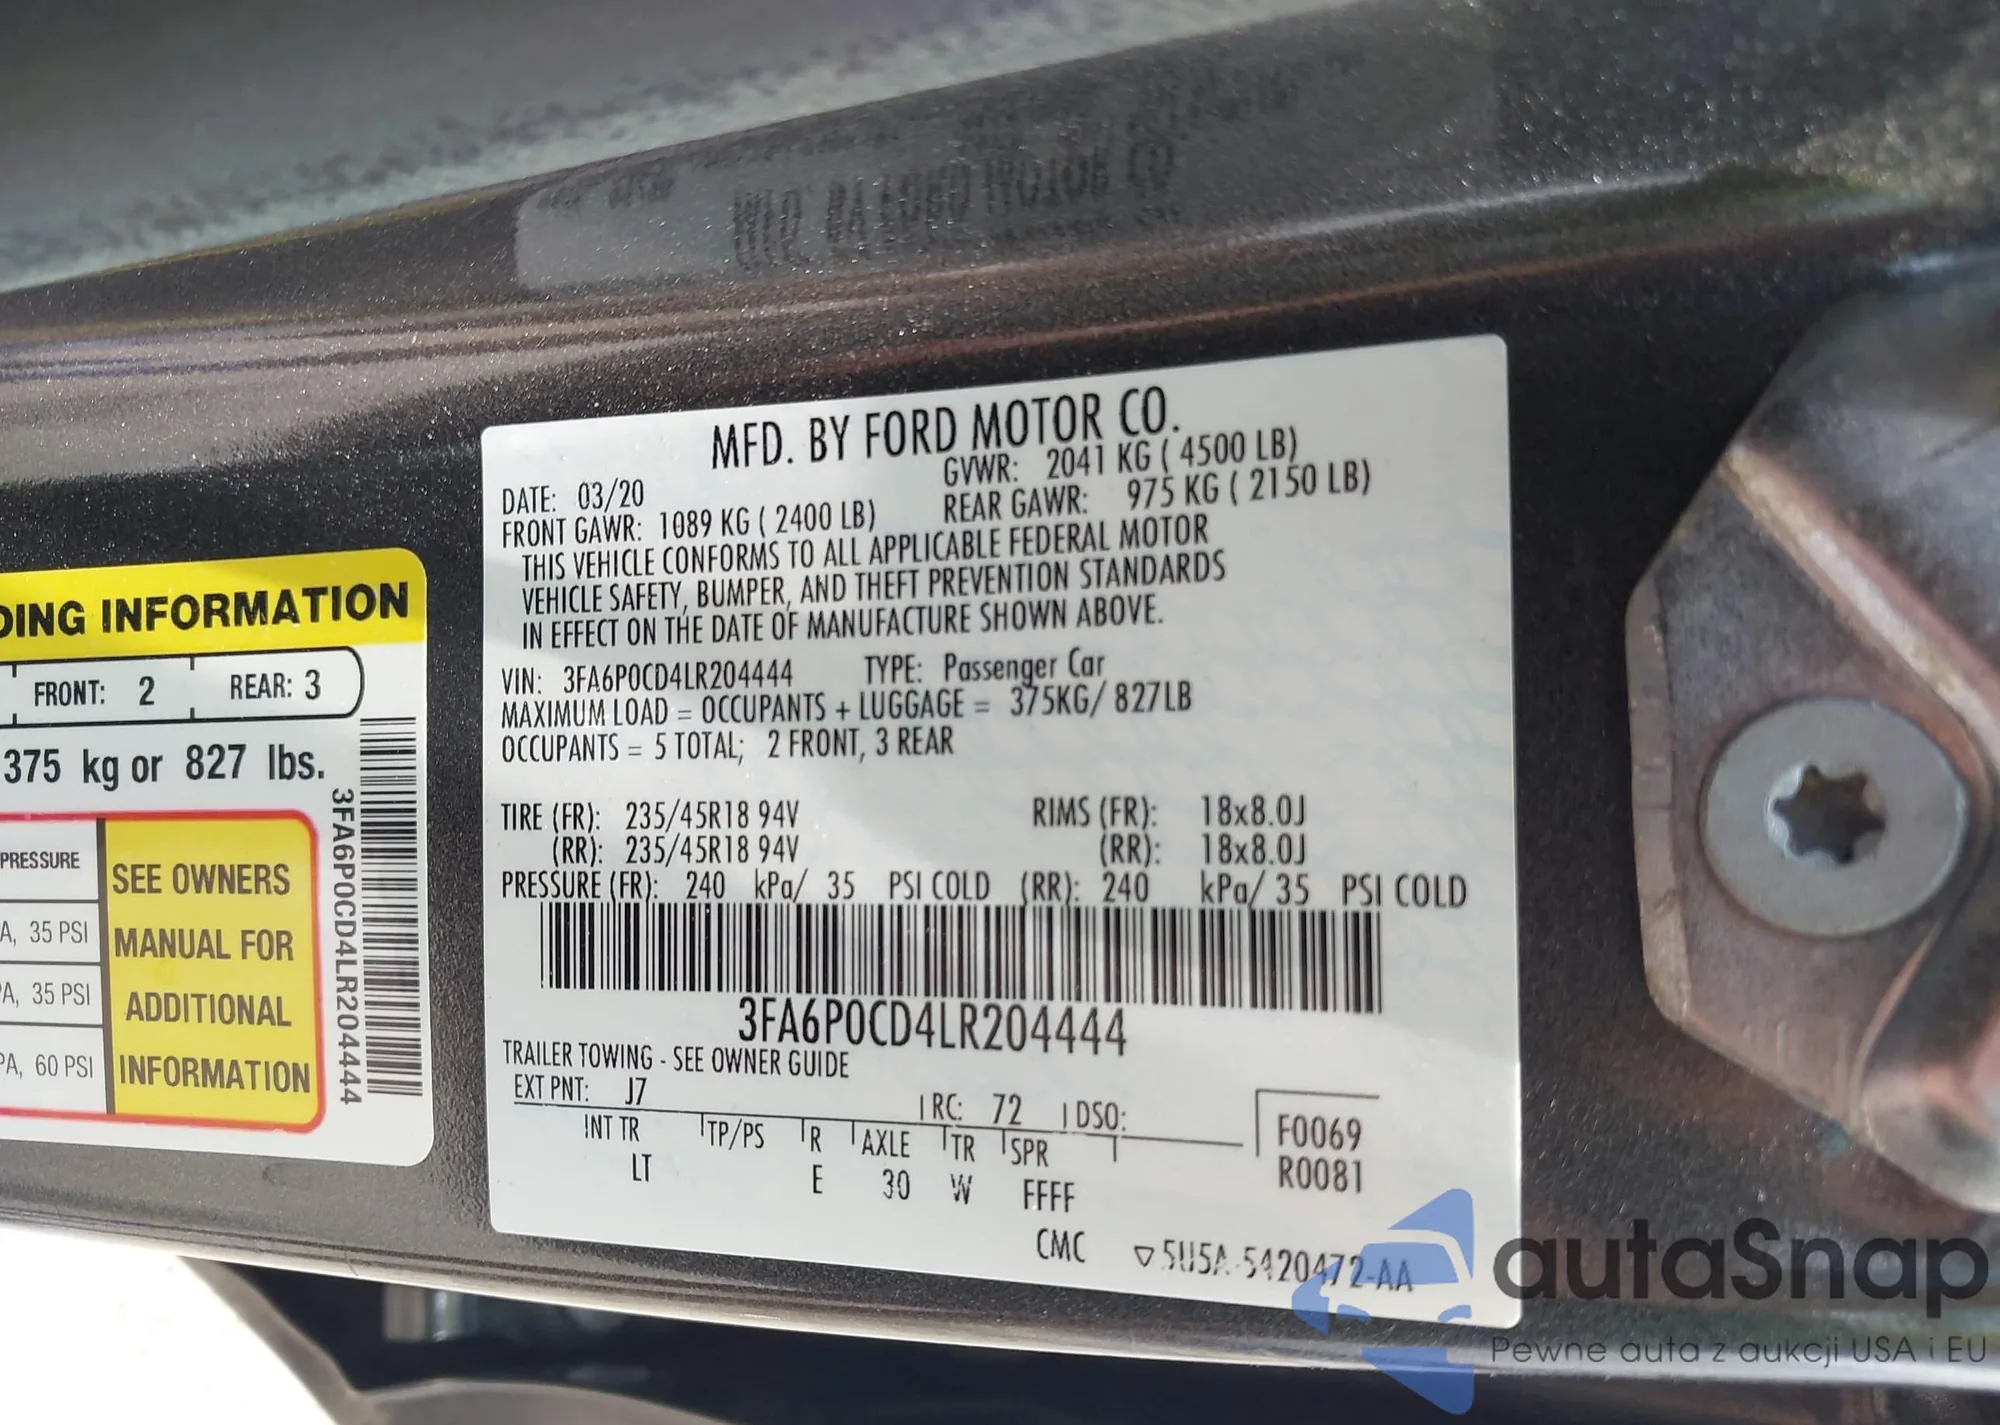 DING INFORMATION
FRONT: 2 REAR: 3
375 kg or 827 lbs.
PRESSURE
A, 35 PSI
PA, 35 PSI
PA, 60 PSI
SEE OWNERS
MANUAL FOR
ADDITIONAL
INFORMATION
3FA6P0CD4LR204444
MFD. BY FORD MOTOR CO.
DATE: 03/20 GVWR: 2041 KG ( 4500 LB)
FRONT GAWR: 1089 KG ( 2400 LB) REAR GAWR: 975 KG ( 2150 LB)
THIS VEHICLE CONFORMS TO ALL APPLICABLE FEDERAL MOTOR
VEHICLE SAFETY, BUMPER, AND THEFT PREVENTION STANDARDS
IN EFFECT ON THE DATE OF MANUFACTURE SHOWN ABOVE.
VIN: 3FA6P0CD4LR204444 TYPE: Passenger Car
MAXIMUM LOAD = OCCUPANTS + LUGGAGE = 375KG/ 827LB
OCCUPANTS = 5 TOTAL; 2 FRONT, 3 REAR
TIRE (FR): 235/45R18 94V RIMS (FR): 18x8.0J
(RR): 235/45R18 94V (RR): 18x8.0J
PRESSURE (FR): 240 kPa/ 35 PSI COLD (RR): 240 kPa/ 35 PSI COLD
3FA6P0CD4LR204444
TRAILER TOWING - SEE OWNER GUIDE
EXT PNT: J7 RC: 72 DSO:
INT TR TP/PS R AXLE TR SPR
LT E 30 W FFFF
F0069
R0081
CMC ▽5U5A-5420472-AA
autaSnap
Pewne auta z aukcji USA i EU